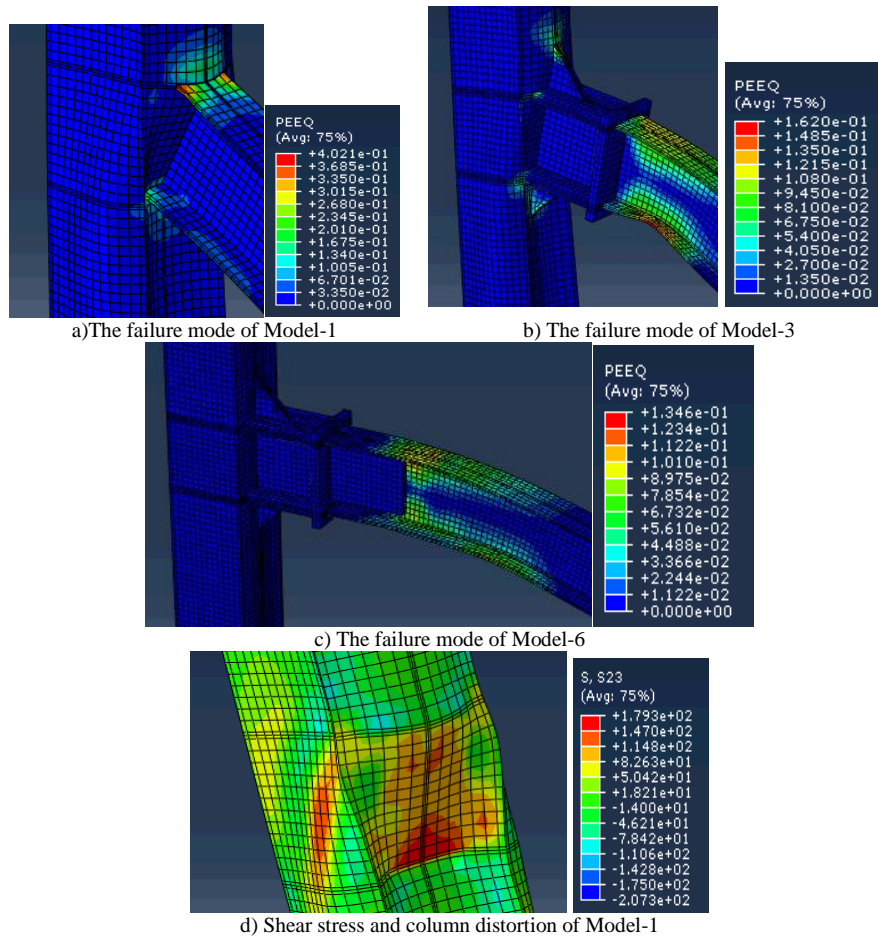 PEEQ
(Avg: 75%)
+4.021e-01
+3.685e-01
+3.350e-01
+3.015e-01
+2.680e-01
+2.345e-01
+2.010e-01
+1.675e-01
+1.340e-01
+1.005e-01
+6.701e-02
+3.350e-02
+0.000e+00
a)The failure mode of Model-1
PEEQ
(Avg: 75%)
+1.620e-01
+1.485e-01
+1.350e-01
+1.215e-01
+1.080e-01
+9.450e-02
+8.100e-02
+6.750e-02
+5.400e-02
+4.050e-02
+2.700e-02
+1.350e-02
+0.000e+00
b) The failure mode of Model-3
PEEQ
(Avg: 75%)
+1.346e-01
+1.234e-01
+1.122e-01
+1.010e-01
+8.975e-02
+7.854e-02
+6.732e-02
+5.610e-02
+4.488e-02
+3.366e-02
+2.244e-02
+1.122e-02
+0.000e+00
c) The failure mode of Model-6
S, S23
(Avg: 75%)
+1.793e+02
+1.470e+02
+1.148e+02
+8.263e+01
+5.042e+01
+1.821e+01
-1.400e+01
-4.621e+01
-7.842e+01
-1.106e+02
-1.428e+02
-1.750e+02
-2.073e+02
d) Shear stress and column distortion of Model-1